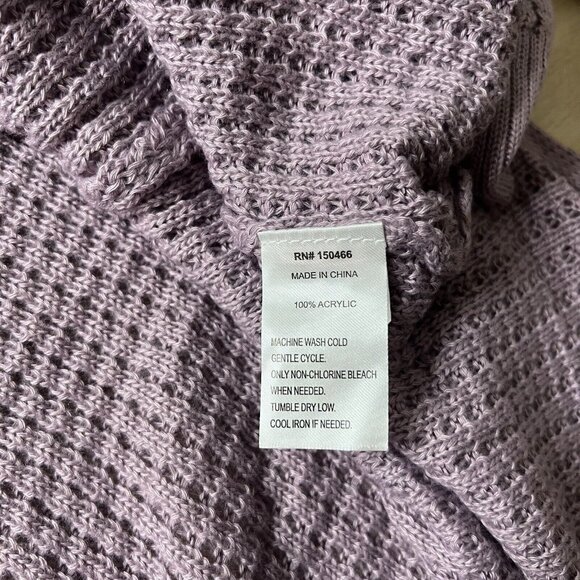 RN# 150466
MADE IN CHINA
100% ACRYLIC
MACHINE WASH COLD
GENTLE CYCLE.
ONLY NON-CHLORINE BLEACH
WHEN NEEDED.
TUMBLE DRY LOW.
COOL IRON IF NEEDED.